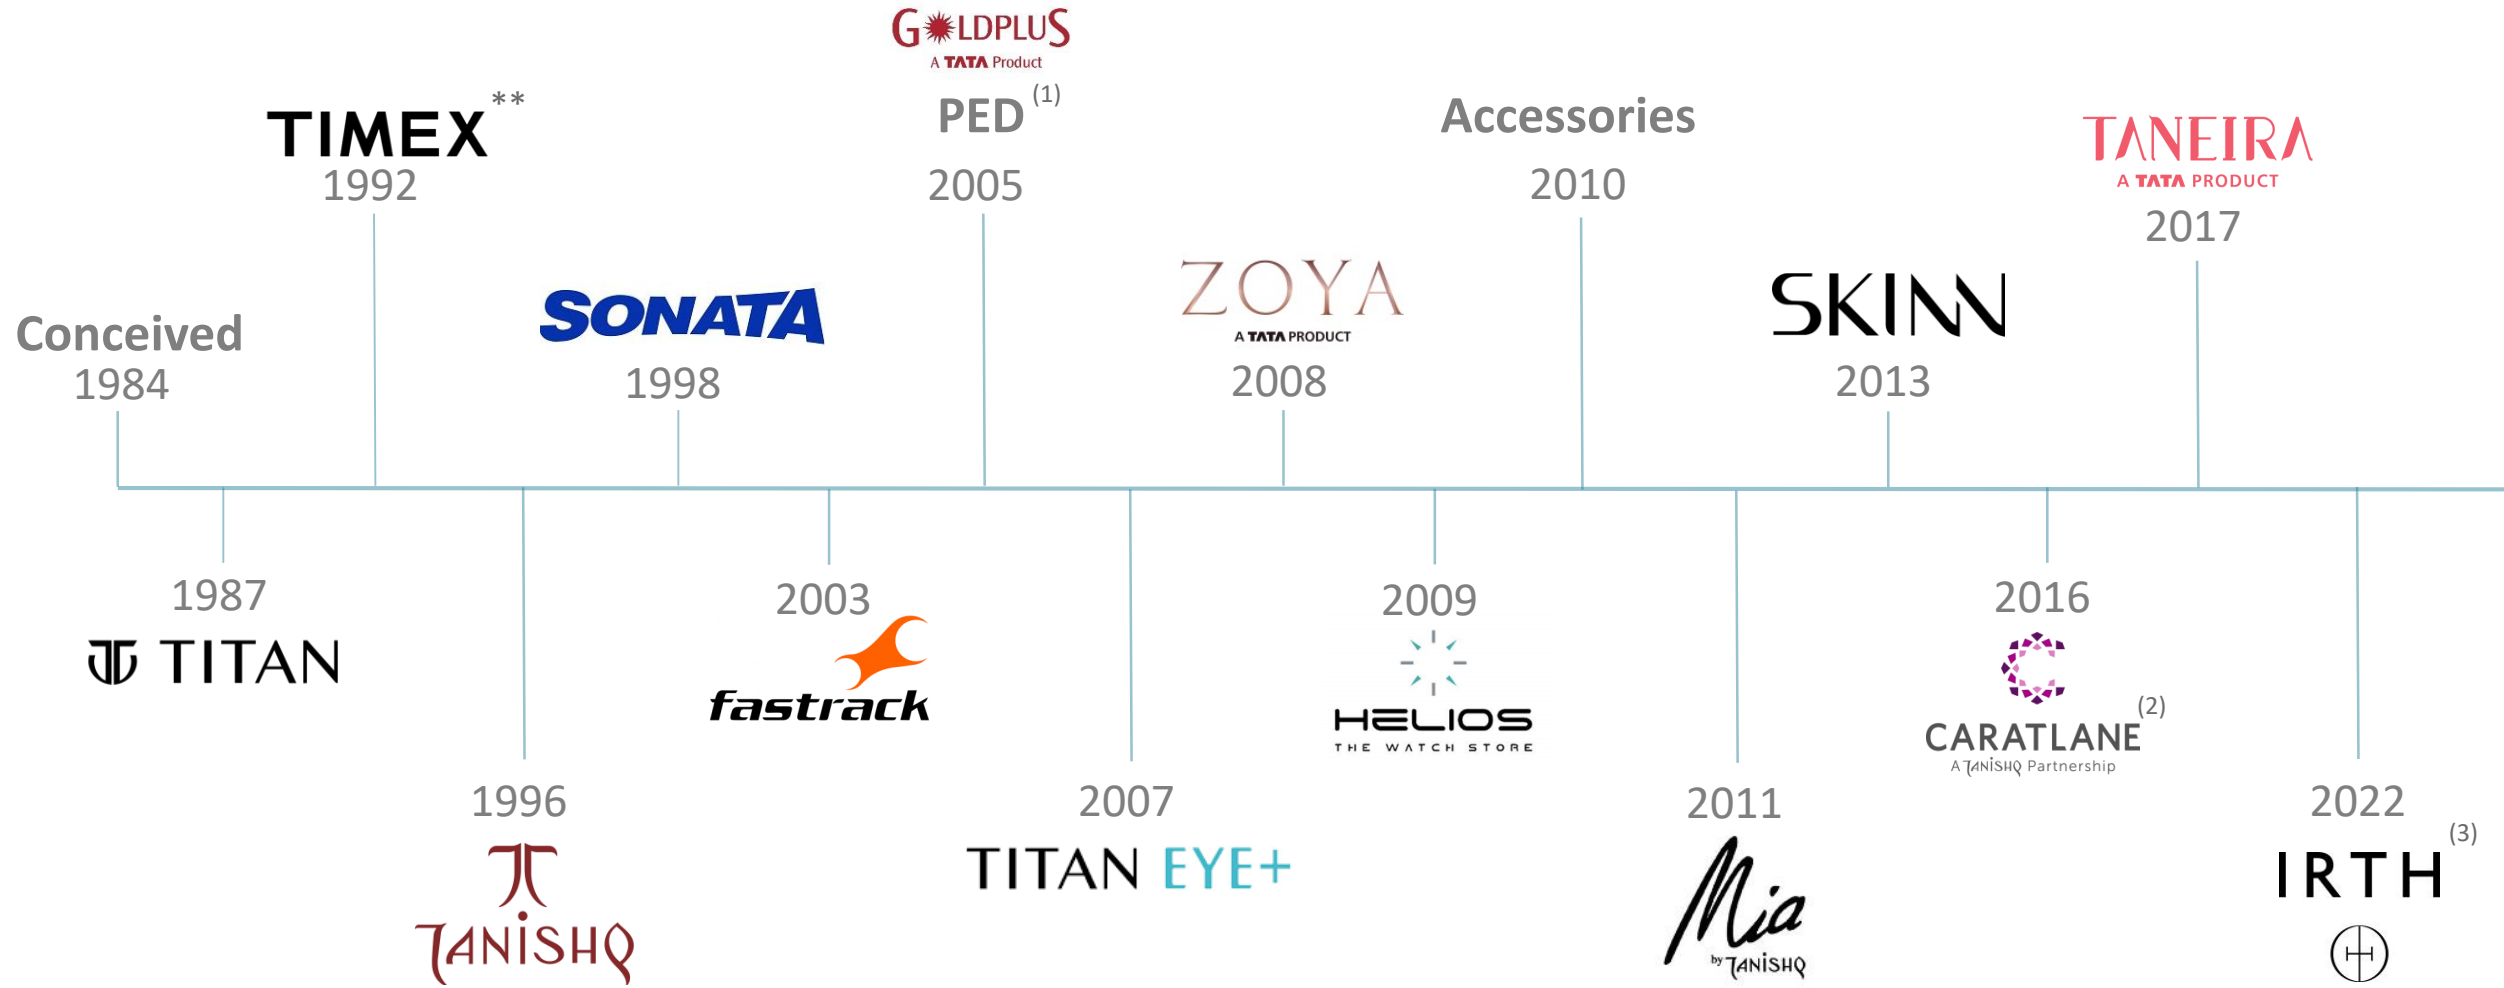 GOLDPLUS
A TATA Product
TIMEX**
1992
PED (1)
2005
Accessories
2010
TANEIRA
A TATA PRODUCT
2017
Conceived
1984
SONATA
1998
ZOYA
A TATA PRODUCT
2008
SKINN
2013
1987
TITAN
2003
fastrack
2009
HELIOS
THE WATCH STORE
2016
CARATLANE (2)
A TANISHQ Partnership
1996
TANISHQ
2007
TITAN EYE+
2011
Mia
by TANISHQ
2022
IRTH (3)